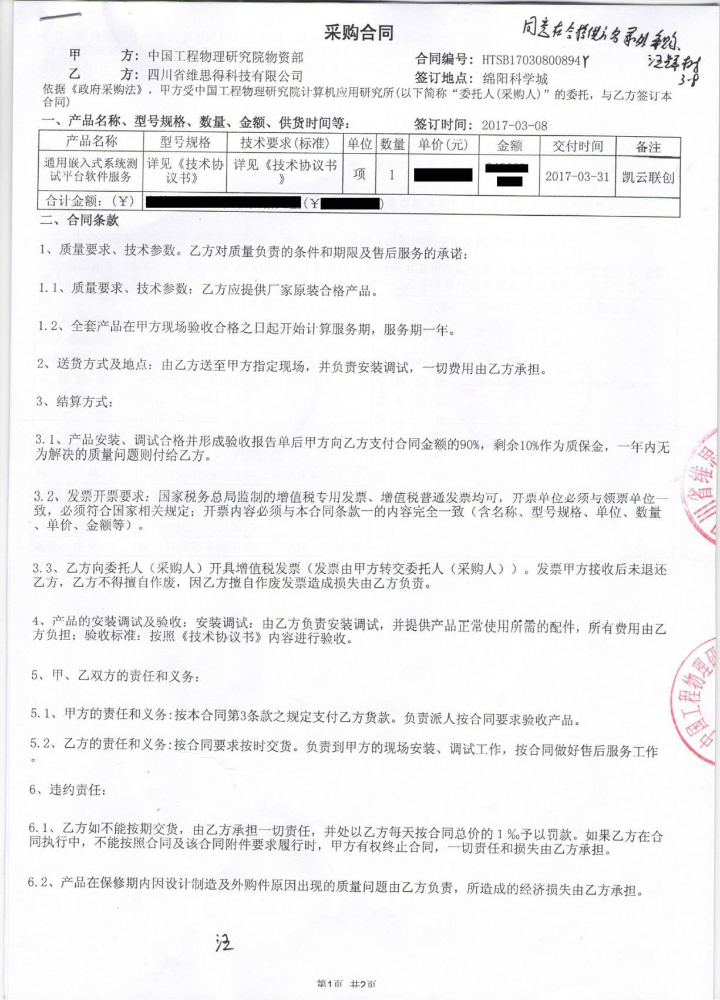 采购合同
同意在合格供方名录外采购
汪
3-8
甲　　方：中国工程物理研究院物资部　合同编号：HTSB17030800894Y
乙　　方：四川省维思得科技有限公司　签订地点：绵阳科学城
依据《政府采购法》，甲方受中国工程物理研究院计算机应用研究所(以下简称“委托人(采购人)”的委托，与乙方签订本
合同)
一、产品名称、型号规格、数量、金额、供货时间等：　签订时间：2017-03-08
产品名称　型号规格　技术要求(标准)　单位　数量　单价(元)　金额　交付时间　备注
通用嵌入式系统测　详见《技术协　详见《技术协议书
试平台软件服务　议书》　》　项　1　2017-03-31　凯云联创
合计金额：(￥)　(￥　)
二、合同条款
1、质量要求、技术参数。乙方对质量负责的条件和期限及售后服务的承诺：
1.1、质量要求、技术参数：乙方应提供厂家原装合格产品。
1.2、全套产品在甲方现场验收合格之日起开始计算服务期，服务期一年。
2、送货方式及地点：由乙方送至甲方指定现场，并负责安装调试，一切费用由乙方承担。
3、结算方式：
3.1、产品安装、调试合格并形成验收报告单后甲方向乙方支付合同金额的90%，剩余10%作为质保金，一年内无
为解决的质量问题则付给乙方。
3.2、发票开票要求：国家税务总局监制的增值税专用发票、增值税普通发票均可，开票单位必须与领票单位一
致，必须符合国家相关规定；开票内容必须与本合同条款一的内容完全一致（含名称、型号规格、单位、数量
、单价、金额等）。
3.3、乙方向委托人（采购人）开具增值税发票（发票由甲方转交委托人（采购人））。发票甲方接收后未退还
乙方，乙方不得擅自作废，因乙方擅自作废发票造成损失由乙方负责。
4、产品的安装调试及验收：安装调试：由乙方负责安装调试，并提供产品正常使用所需的配件，所有费用由乙
方负担；验收标准：按照《技术协议书》内容进行验收。
5、甲、乙双方的责任和义务：
5.1、甲方的责任和义务:按本合同第3条款之规定支付乙方货款。负责派人按合同要求验收产品。
5.2、乙方的责任和义务:按合同要求按时交货。负责到甲方的现场安装、调试工作，按合同做好售后服务工作
。
6、违约责任：
6.1、乙方如不能按期交货，由乙方承担一切责任，并处以乙方每天按合同总价的1‰予以罚款。如果乙方在合
同执行中，不能按照合同及该合同附件要求履行时，甲方有权终止合同，一切责任和损失由乙方承担。
6.2、产品在保修期内因设计制造及外购件原因出现的质量问题由乙方负责，所造成的经济损失由乙方承担。
川省维思
中国工程物理研
汪
第1页 共2页